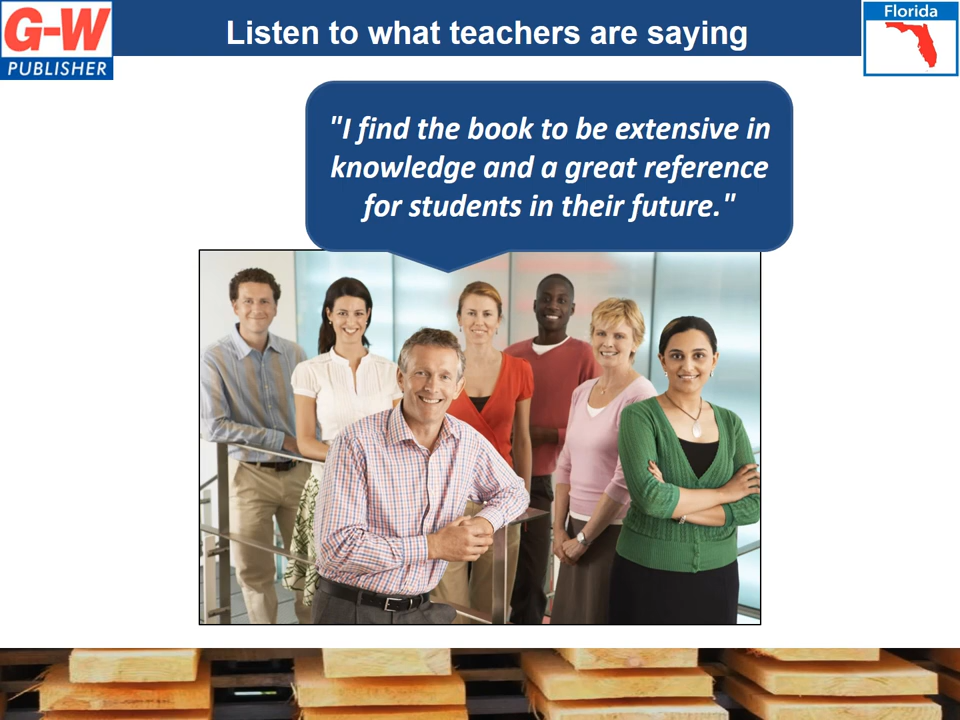 G-W
PUBLISHER
Listen to what teachers are saying
Florida
"I find the book to be extensive in
knowledge and a great reference
for students in their future."